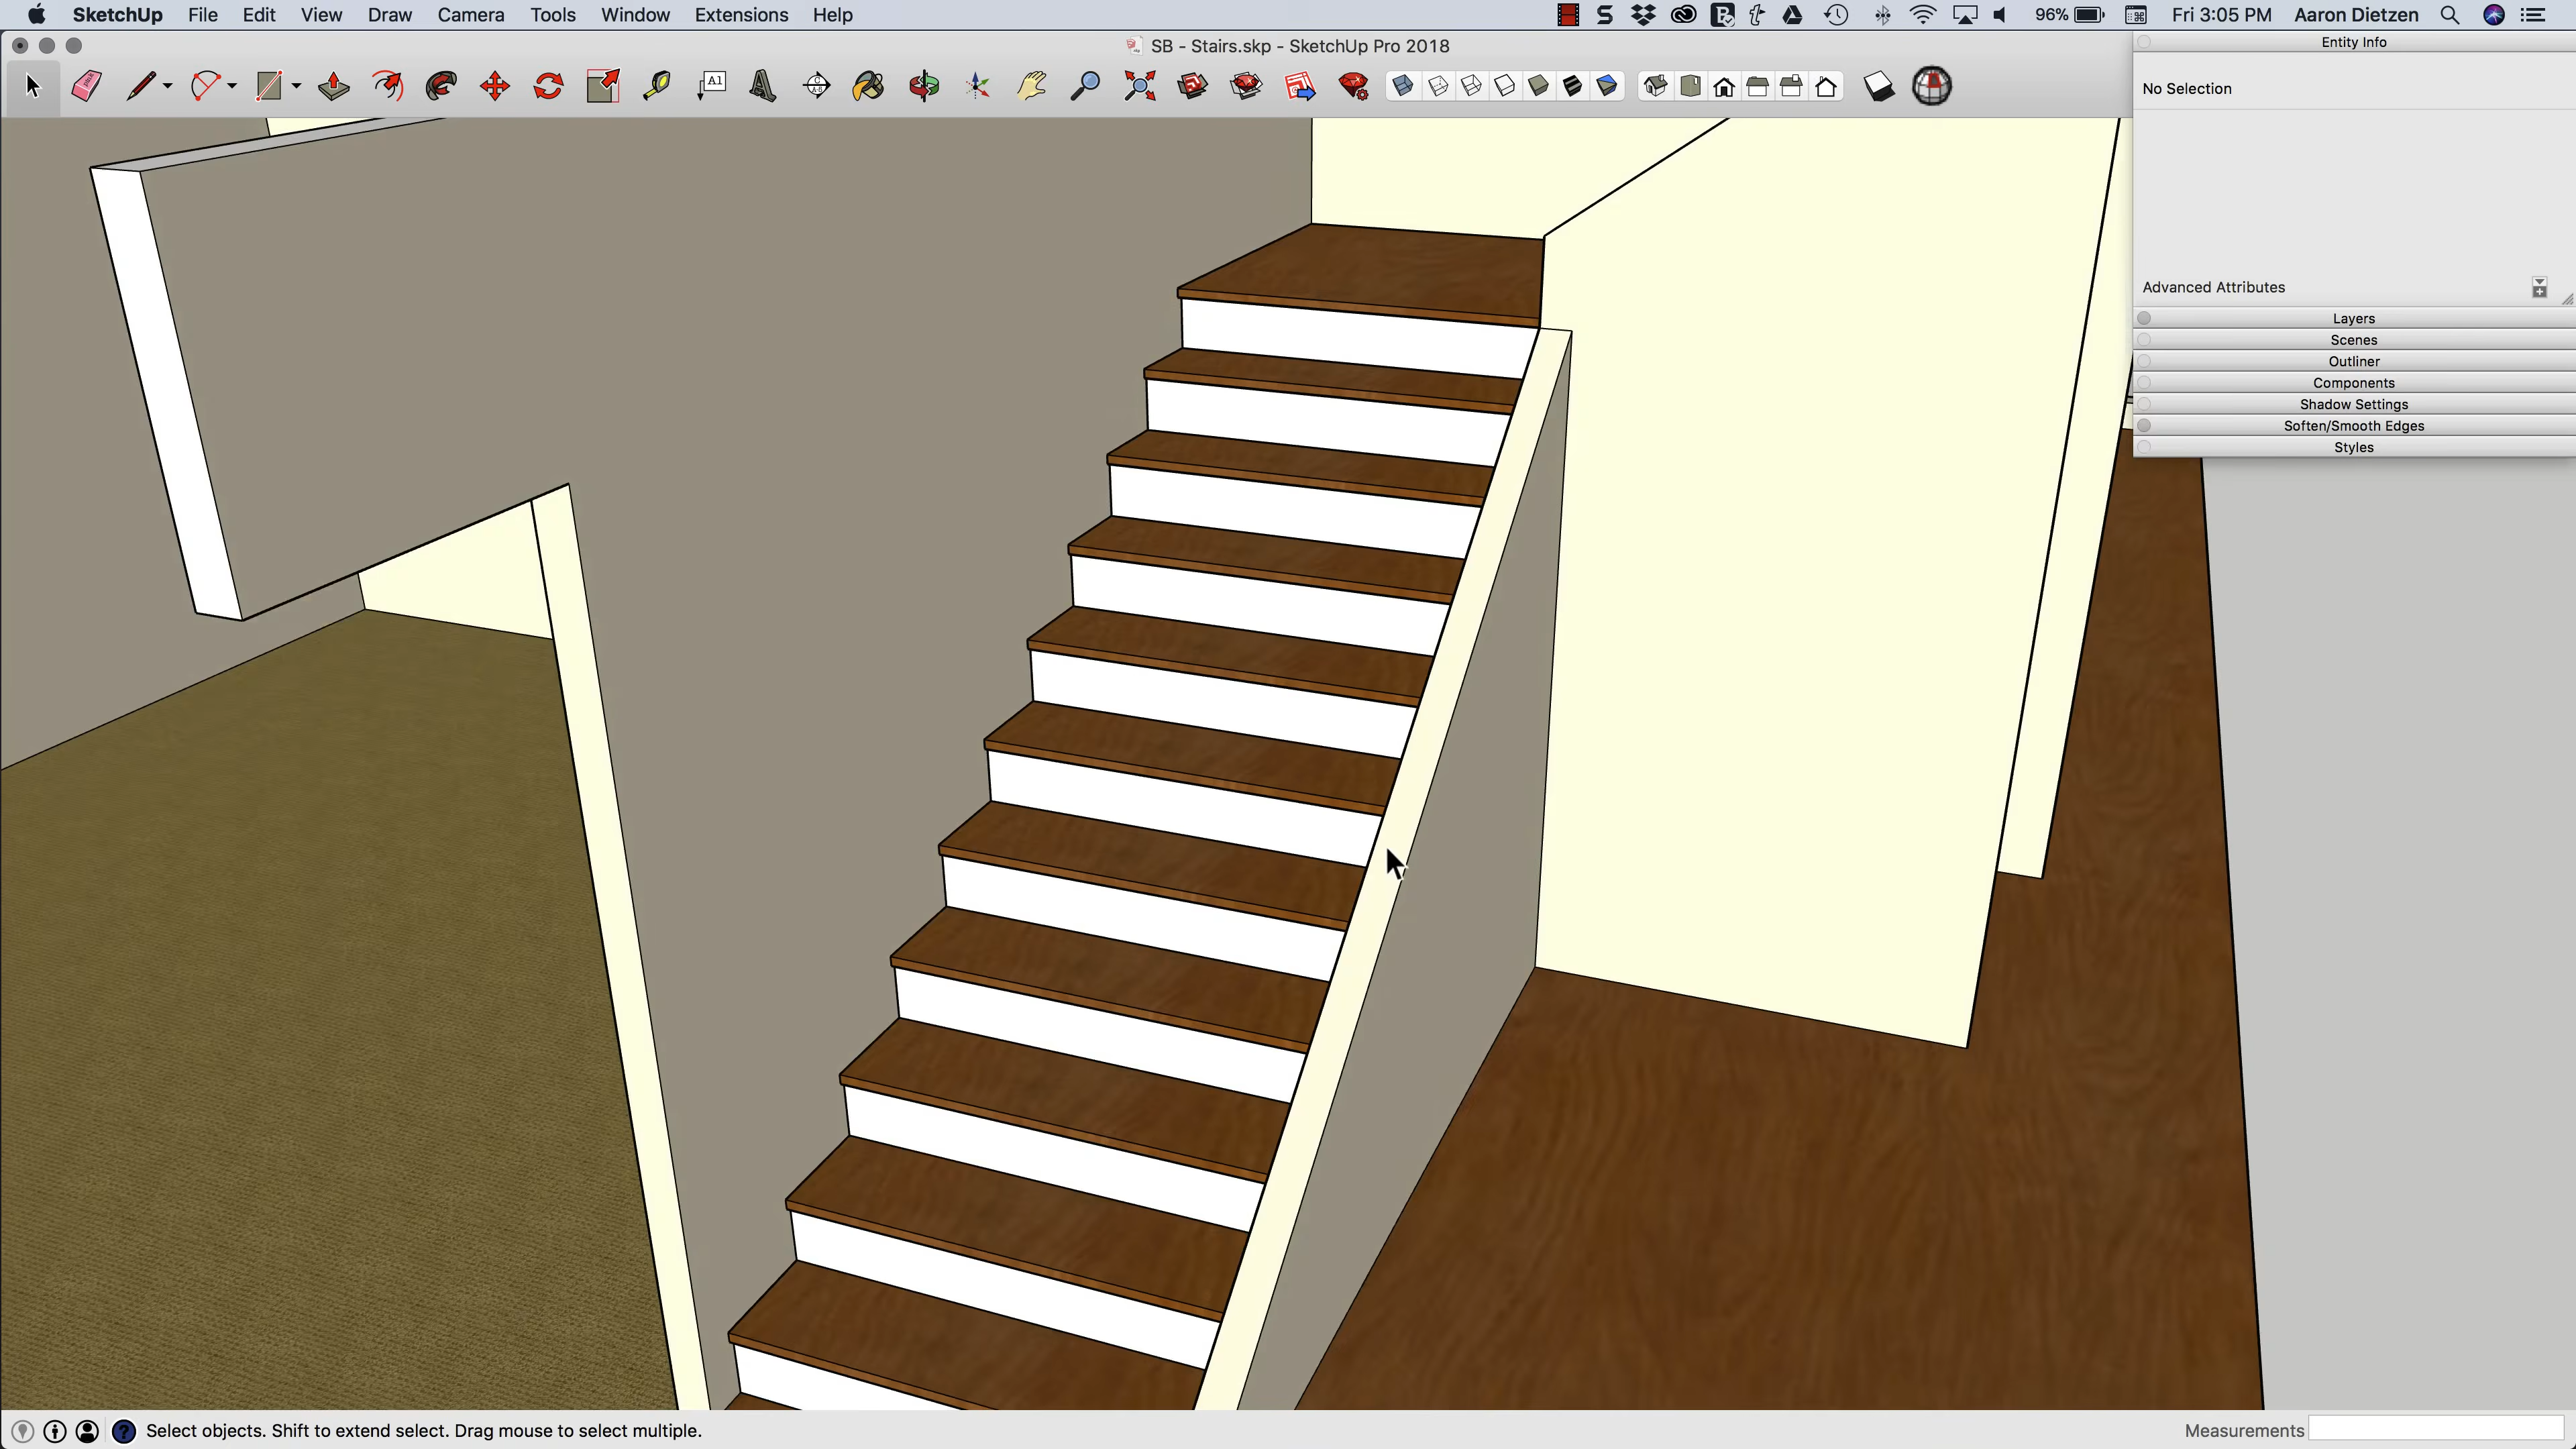 SketchUp File Edit View Draw Camera Tools Window Extensions Help 96% Fri 3:05 PM Aaron Dietzen
SB - Stairs.skp - SketchUp Pro 2018
Entity Info
A1
No Selection
Advanced Attributes
Layers
Scenes
Outliner
Components
Shadow Settings
Soften/Smooth Edges
Styles
Select objects. Shift to extend select. Drag mouse to select multiple.
Measurements